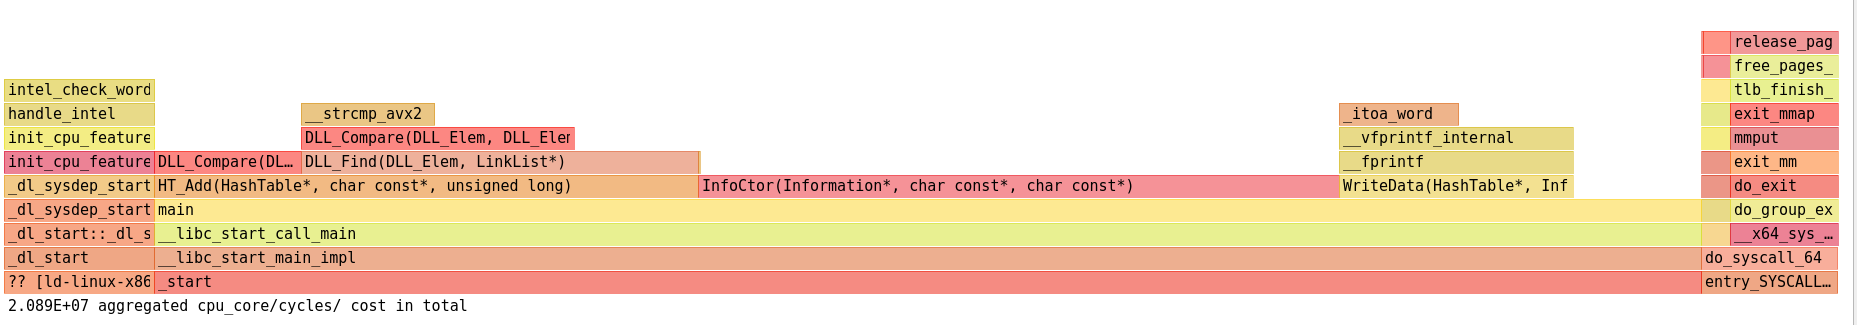 release_pag
free_pages_
intel_check_word tlb_finish_
handle_intel __strcmp_avx2 _itoa_word exit_mmap
init_cpu_feature DLL_Compare(DLL_Elem, DLL_Eler __vfprintf_internal mmput
init_cpu_feature DLL_Compare(DL… DLL_Find(DLL_Elem, LinkList*) __fprintf exit_mm
_dl_sysdep_start HT_Add(HashTable*, char const*, unsigned long) InfoCtor(Information*, char const*, char const*) WriteData(HashTable*, Inf do_exit
_dl_sysdep_start main do_group_ex
_dl_start::_dl_s __libc_start_call_main __x64_sys_…
_dl_start __libc_start_main_impl do_syscall_64
?? [ld-linux-x86 _start entry_SYSCALL…
2.089E+07 aggregated cpu_core/cycles/ cost in total